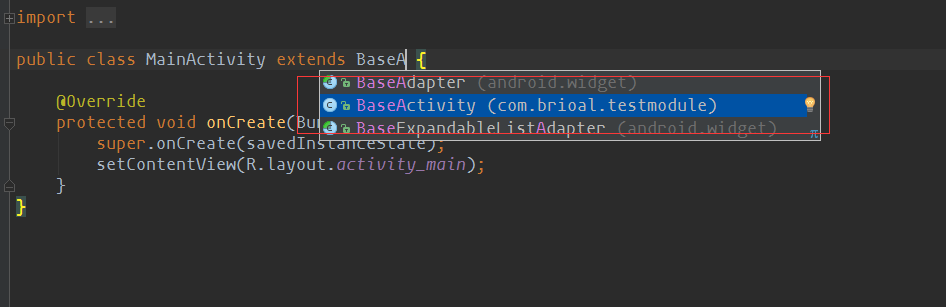 import ...
public class MainActivity extends BaseA {
BaseAdapter (android.widget)
@Override
BaseActivity (com.brioal.testmodule)
protected void onCreate(Bu
BaseExpandableListAdapter (android.widget)
super.onCreate(savedInstanceState);
setContentView(R.layout.activity_main);
}
}